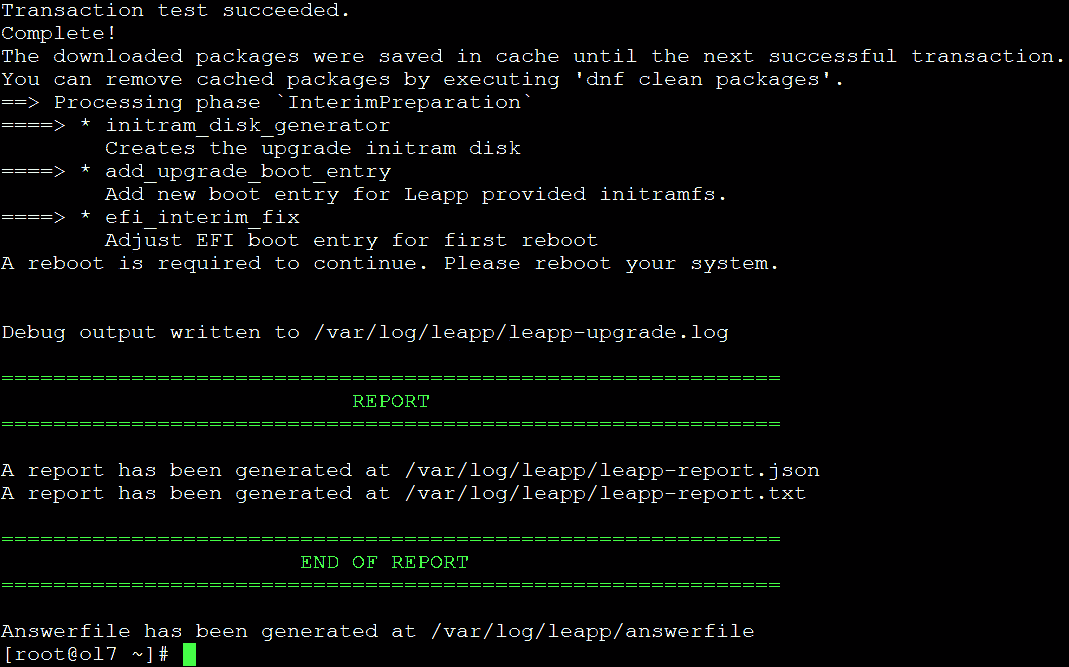 Transaction test succeeded.
Complete!
The downloaded packages were saved in cache until the next successful transaction.
You can remove cached packages by executing 'dnf clean packages'.
==> Processing phase `InterimPreparation`
====> * initram_disk_generator
        Creates the upgrade initram disk
====> * add_upgrade_boot_entry
        Add new boot entry for Leapp provided initramfs.
====> * efi_interim_fix
        Adjust EFI boot entry for first reboot
A reboot is required to continue. Please reboot your system.
Debug output written to /var/log/leapp/leapp-upgrade.log
============================================================
                           REPORT
============================================================
A report has been generated at /var/log/leapp/leapp-report.json
A report has been generated at /var/log/leapp/leapp-report.txt
============================================================
                       END OF REPORT
============================================================
Answerfile has been generated at /var/log/leapp/answerfile
[root@ol7 ~]#